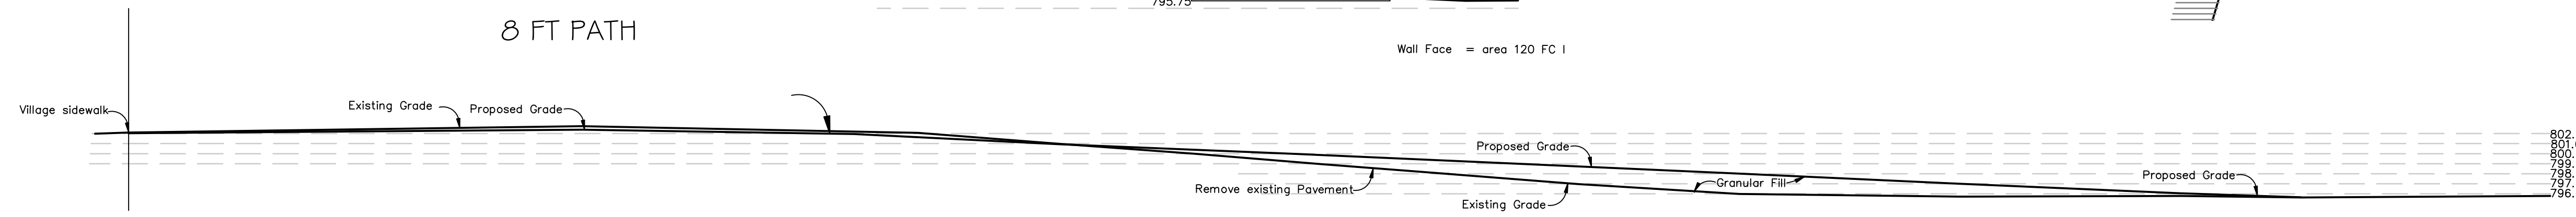 795.75
8 FT PATH
Wall Face = area 120 FC I
Village sidewalk
Existing Grade
Proposed Grade
Proposed Grade
Remove existing Pavement
Existing Grade
Granular Fill
Proposed Grade
802.
801.
800.
799.
798.
797.
796.